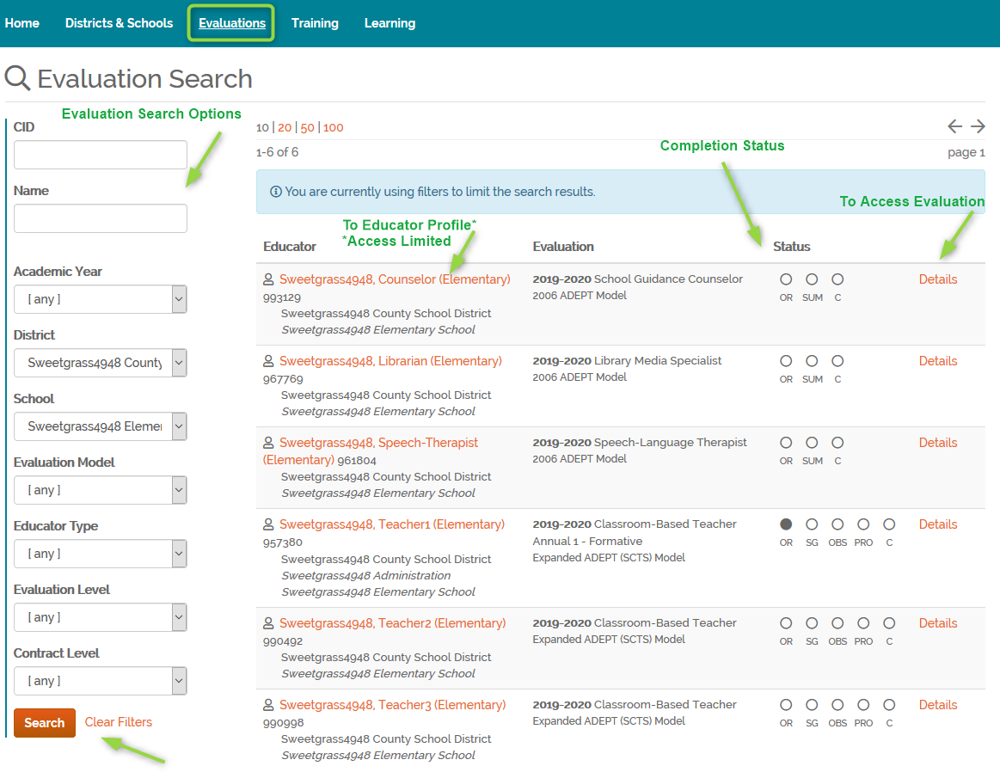 Home Districts & Schools Evaluations Training Learning
Evaluation Search
Evaluation Search Options
CID
Name
Academic Year
[ any ]
District
Sweetgrass4948 County
School
Sweetgrass4948 Elemei
Evaluation Model
[ any ]
Educator Type
[ any ]
Evaluation Level
[ any ]
Contract Level
[ any ]
Search Clear Filters
10 | 20 | 50 | 100
1-6 of 6
page 1
Completion Status
You are currently using filters to limit the search results.
To Access Evaluation
To Educator Profile*
*Access Limited
Educator Evaluation Status
Sweetgrass4948, Counselor (Elementary)
993129
Sweetgrass4948 County School District
Sweetgrass4948 Elementary School
2019-2020 School Guidance Counselor
2006 ADEPT Model
OR SUM C
Details
Sweetgrass4948, Librarian (Elementary)
967769
Sweetgrass4948 County School District
Sweetgrass4948 Elementary School
2019-2020 Library Media Specialist
2006 ADEPT Model
OR SUM C
Details
Sweetgrass4948, Speech-Therapist
(Elementary) 961804
Sweetgrass4948 County School District
Sweetgrass4948 Elementary School
2019-2020 Speech-Language Therapist
2006 ADEPT Model
OR SUM C
Details
Sweetgrass4948, Teacher1 (Elementary)
957380
Sweetgrass4948 County School District
Sweetgrass4948 Administration
Sweetgrass4948 Elementary School
2019-2020 Classroom-Based Teacher
Annual 1 - Formative
Expanded ADEPT (SCTS) Model
OR SG OBS PRO C
Details
Sweetgrass4948, Teacher2 (Elementary)
990492
Sweetgrass4948 County School District
Sweetgrass4948 Elementary School
2019-2020 Classroom-Based Teacher
Expanded ADEPT (SCTS) Model
OR SG OBS PRO C
Details
Sweetgrass4948, Teacher3 (Elementary)
990998
Sweetgrass4948 County School District
Sweetgrass4948 Elementary School
2019-2020 Classroom-Based Teacher
Expanded ADEPT (SCTS) Model
OR SG OBS PRO C
Details